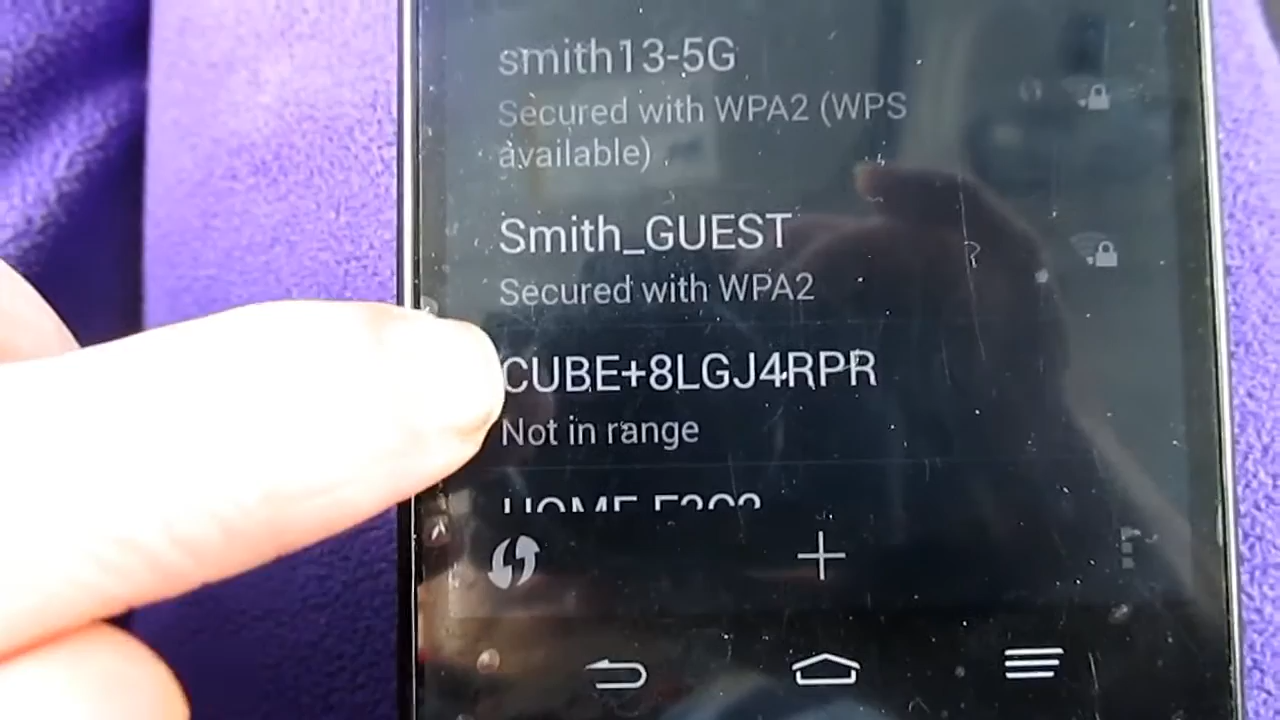 smith13-5G
Secured with WPA2 (WPS
available)
Smith_GUEST
Secured with WPA2
CUBE+8LGJ4RPR
Not in range